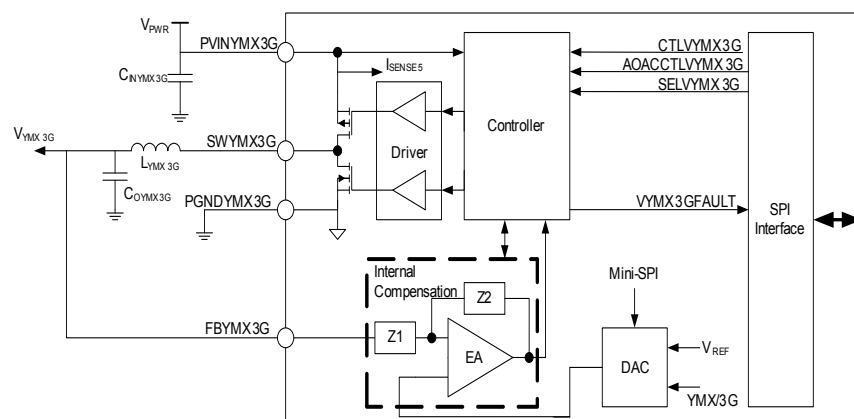 VPWR
PVINYMX3G
CINYMX3G
ISENSE5
CTLVYMX3G
AOACCTLVYMX3G
SELVYMX3G
Controller
VYMX3G
SWYMX3G
LYMX3G
Driver
COYMX3G
PGNDYMX3G
VYMX3GFAULT
SPI
Interface
Internal
Compensation
Mini-SPI
Z2
FBYMX3G
Z1
EA
DAC
VREF
YMX/3G